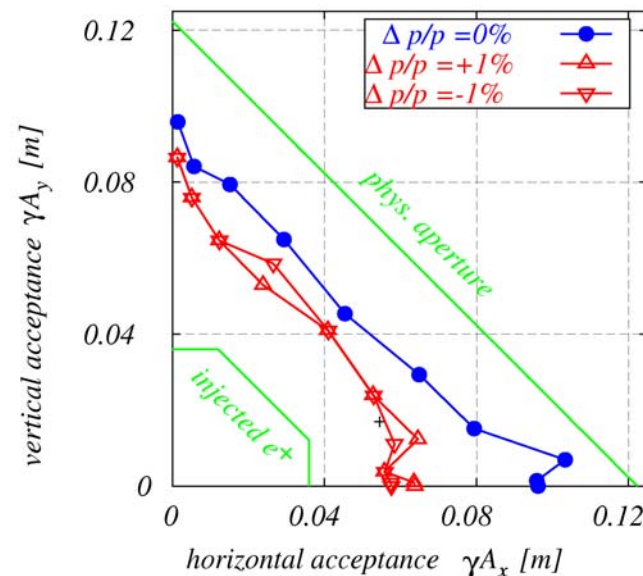 0.12
Δ p/p =0%
Δ p/p =+1%
Δ p/p =-1%
vertical acceptance γA_y [m]
0.08
phys. aperture
0.04
injected e+
0
0 0.04 0.08 0.12
horizontal acceptance γA_x [m]